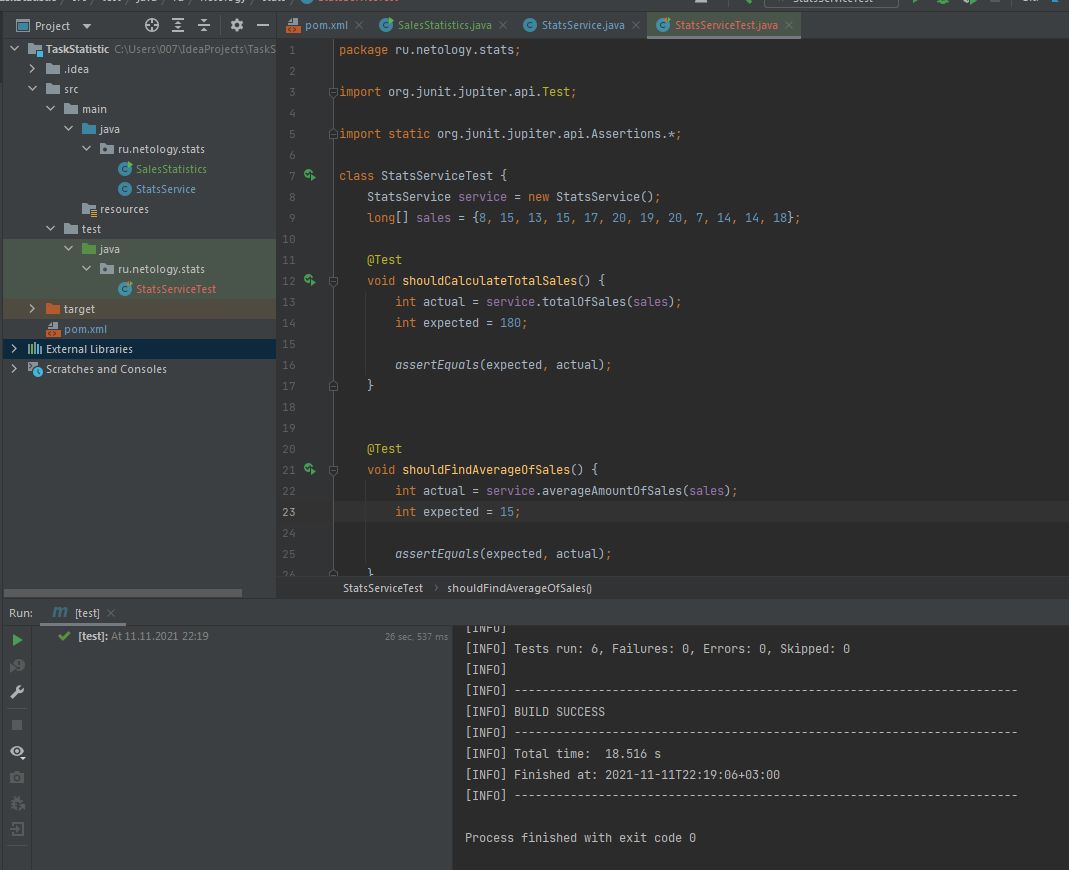 Project
pom.xml
SalesStatistics.java
StatsService.java
StatsServiceTest.java
TaskStatistic C:\Users\007\IdeaProjects\TaskS
.idea
src
main
java
ru.netology.stats
SalesStatistics
StatsService
resources
test
java
ru.netology.stats
StatsServiceTest
target
pom.xml
External Libraries
Scratches and Consoles
1 package ru.netology.stats;
2
3 import org.junit.jupiter.api.Test;
4
5 import static org.junit.jupiter.api.Assertions.*;
6
7 class StatsServiceTest {
8 StatsService service = new StatsService();
9 long[] sales = {8, 15, 13, 15, 17, 20, 19, 20, 7, 14, 14, 18};
10
11 @Test
12 void shouldCalculateTotalSales() {
13 int actual = service.totalOfSales(sales);
14 int expected = 180;
15
16 assertEquals(expected, actual);
17 }
18
19
20 @Test
21 void shouldFindAverageOfSales() {
22 int actual = service.averageAmountOfSales(sales);
23 int expected = 15;
24
25 assertEquals(expected, actual);
26 }
StatsServiceTest > shouldFindAverageOfSales()
Run: m [test]
[test]: At 11.11.2021 22:19 26 sec, 537 ms
[INFO]
[INFO] Tests run: 6, Failures: 0, Errors: 0, Skipped: 0
[INFO]
[INFO] ------------------------------------------------------------------------
[INFO] BUILD SUCCESS
[INFO] ------------------------------------------------------------------------
[INFO] Total time:  18.516 s
[INFO] Finished at: 2021-11-11T22:19:06+03:00
[INFO] ------------------------------------------------------------------------
Process finished with exit code 0